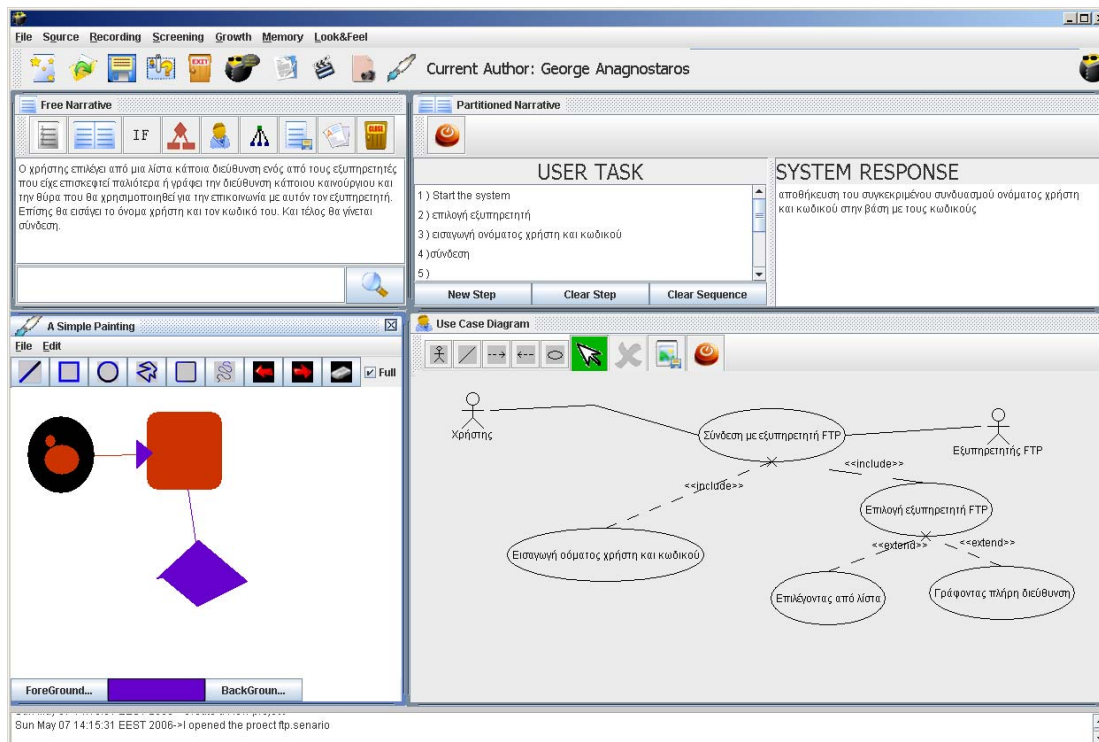 File Source Recording Screening Growth Memory Look&Feel
EXIT
Current Author: George Anagnostaros
Free Narrative
IF
CLOSE
Ο χρήστης επιλέγει από μια λίστα κάποια διεύθυνση ενός από τους εξυπηρετητές
που είχε επισκεφτεί παλιότερα ή γράφει την διεύθυνση κάποιου καινούργιου και
την θύρα που θα χρησιμοποιηθεί για την επικοινωνία με αυτόν τον εξυπηρετητή.
Επίσης θα εισάγει το όνομα χρήστη και τον κωδικό του. Και τέλος θα γίνεται
σύνδεση.
Partitioned Narrative
USER TASK
1 ) Start the system
2 ) επιλογή εξυπηρετητή
3 ) εισαγωγή ονόματος χρήστη και κωδικού
4 )σύνδεση
5 )
New Step Clear Step Clear Sequence
SYSTEM RESPONSE
αποθήκευση του συγκεκριμένου συνδυασμού ονόματος χρήστη
και κωδικού στην βάση με τους κωδικούς
A Simple Painting
File Edit
Full
ForeGround... BackGroun...
Use Case Diagram
Χρήστης
Σύνδεση με εξυπηρετητή FTP
Εξυπηρετητής FTP
<<include>>
<<include>>
Επιλογή εξυπηρετητή FTP
Εισαγωγή οόματος χρήστη και κωδικού
<<extend>>
<<extend>>
Επιλέγοντας από λίστα
Γράφοντας πλήρη διεύθυνση
Sun May 07 14:15:31 EEST 2006->I opened the proect ftp.senario